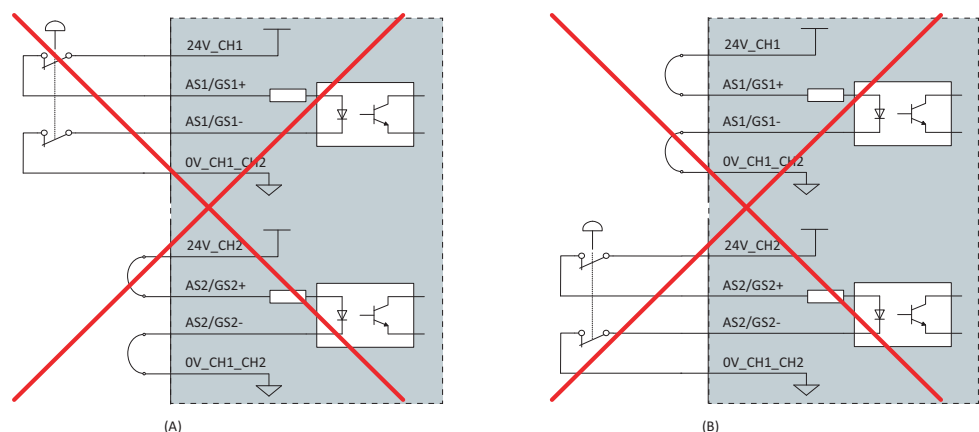 24V_CH1
AS1/GS1+
AS1/GS1-
0V_CH1_CH2
24V_CH2
AS2/GS2+
AS2/GS2-
0V_CH1_CH2
(A)
24V_CH1
AS1/GS1+
AS1/GS1-
0V_CH1_CH2
24V_CH2
AS2/GS2+
AS2/GS2-
0V_CH1_CH2
(B)